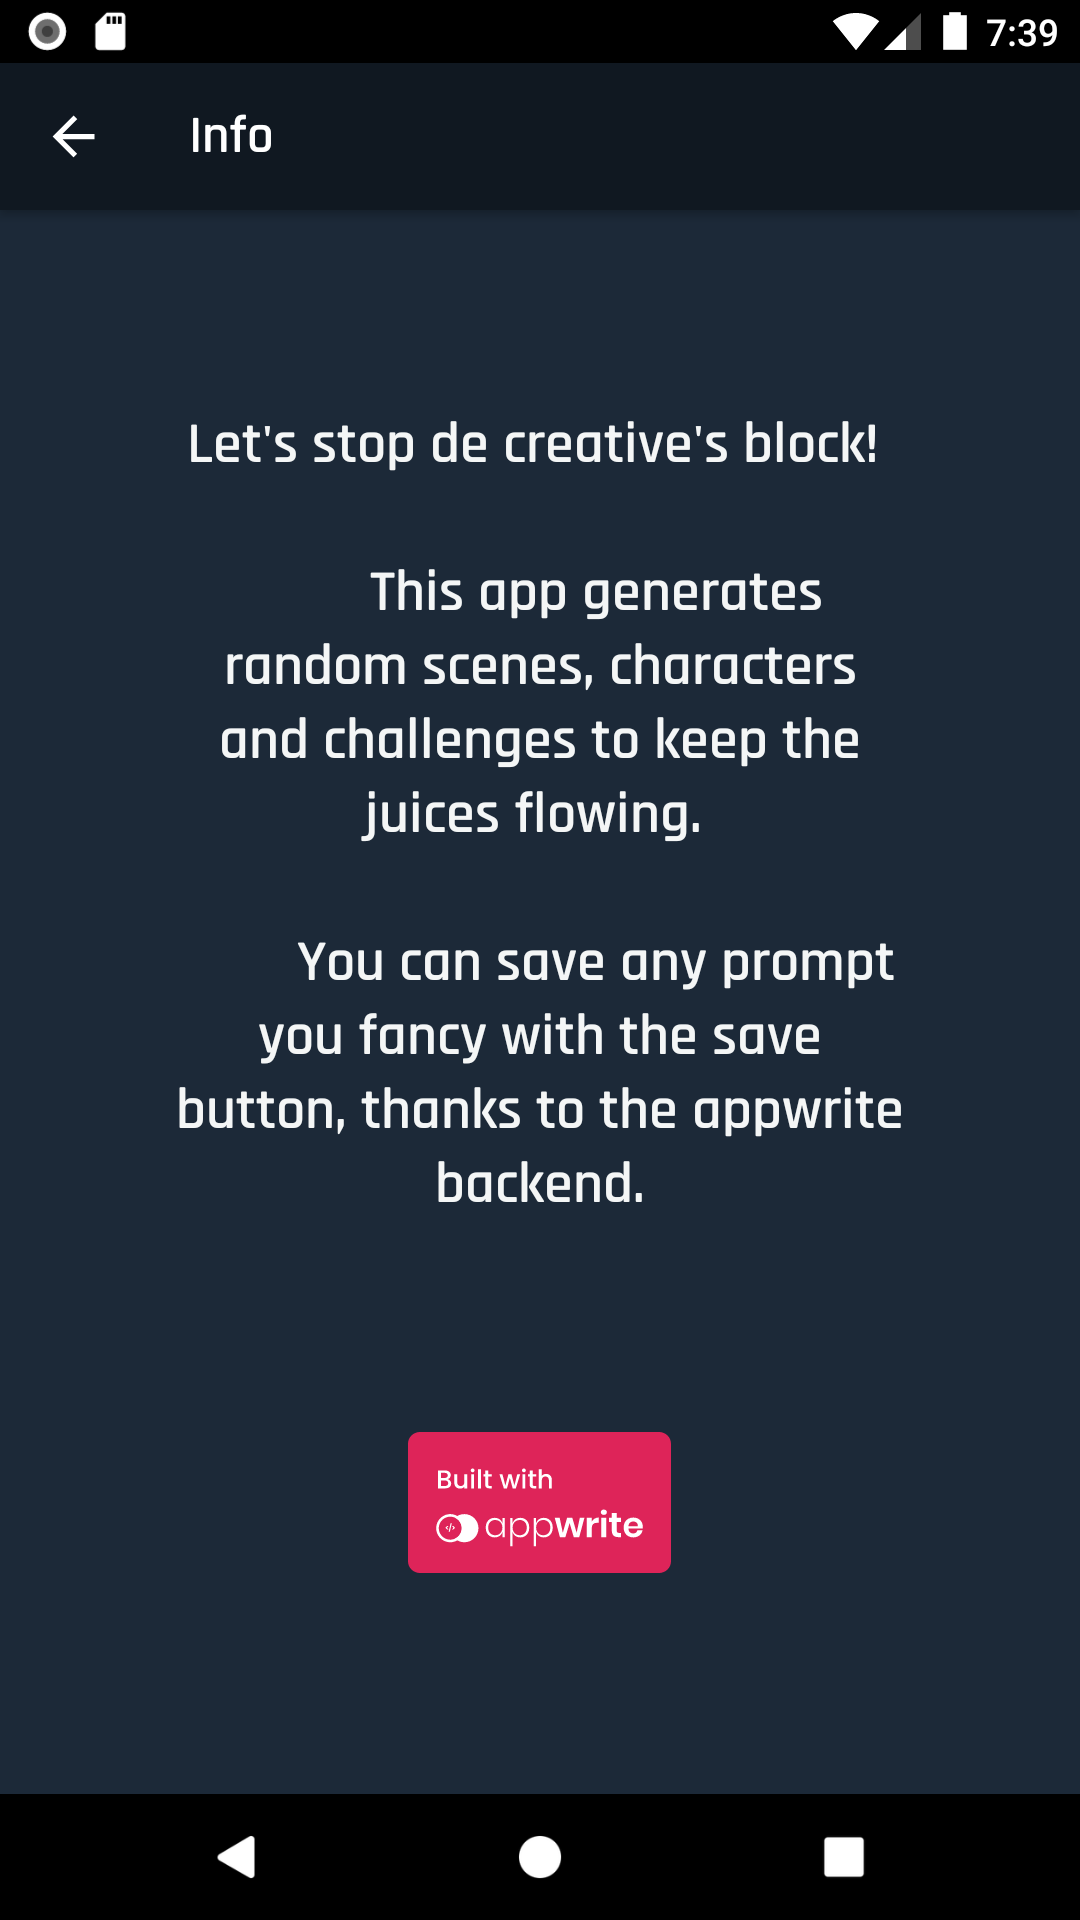 7:39
Info
Let's stop de creative's block!
This app generates
random scenes, characters
and challenges to keep the
juices flowing.
You can save any prompt
you fancy with the save
button, thanks to the appwrite
backend.
Built with
appwrite